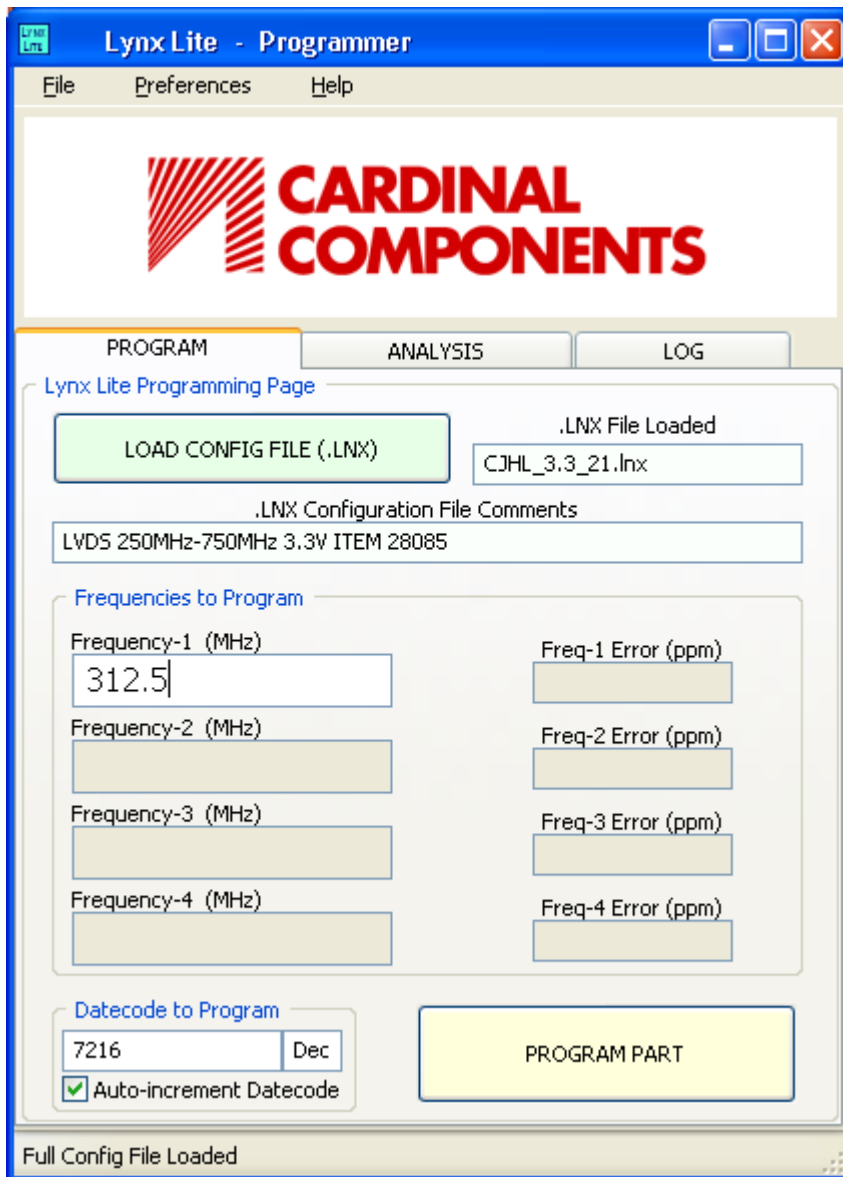 LYNX
LITE
Lynx Lite - Programmer
File Preferences Help
CARDINAL
COMPONENTS
PROGRAM ANALYSIS LOG
Lynx Lite Programming Page
LOAD CONFIG FILE (.LNX)
.LNX File Loaded
CJHL_3.3_21.lnx
.LNX Configuration File Comments
LVDS 250MHz-750MHz 3.3V ITEM 28085
Frequencies to Program
Frequency-1 (MHz)
312.5
Freq-1 Error (ppm)
Frequency-2 (MHz)
Freq-2 Error (ppm)
Frequency-3 (MHz)
Freq-3 Error (ppm)
Frequency-4 (MHz)
Freq-4 Error (ppm)
Datecode to Program
7216 Dec
Auto-increment Datecode
PROGRAM PART
Full Config File Loaded